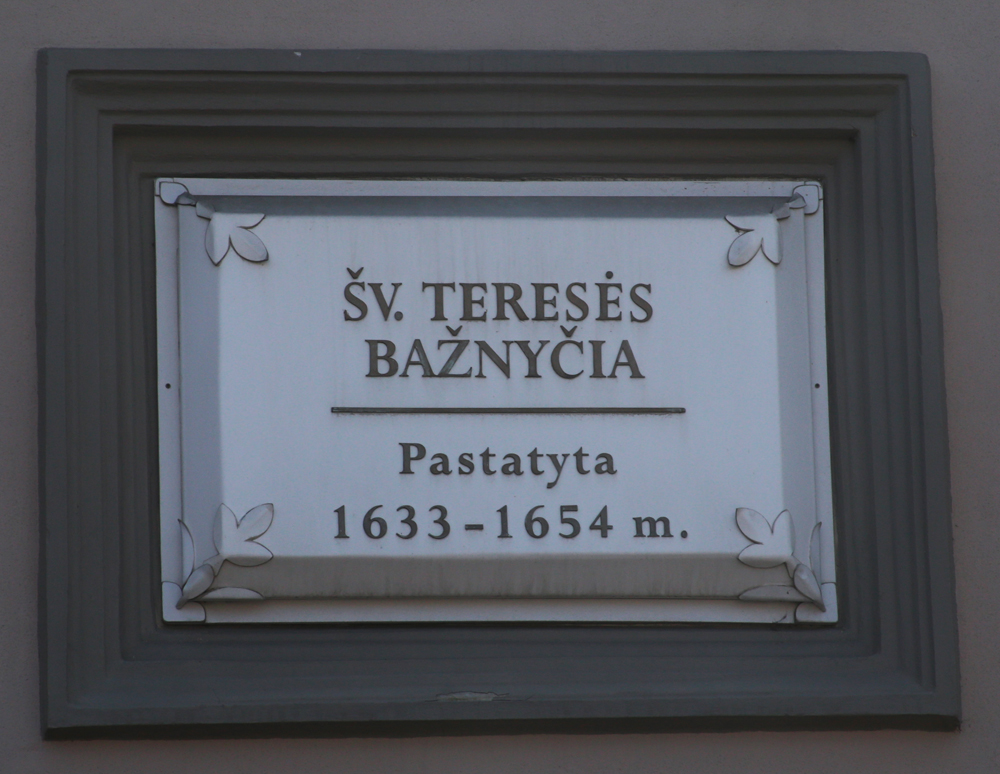 ŠV. TERESĖS
BAŽNYČIA
Pastatyta
1633-1654 m.